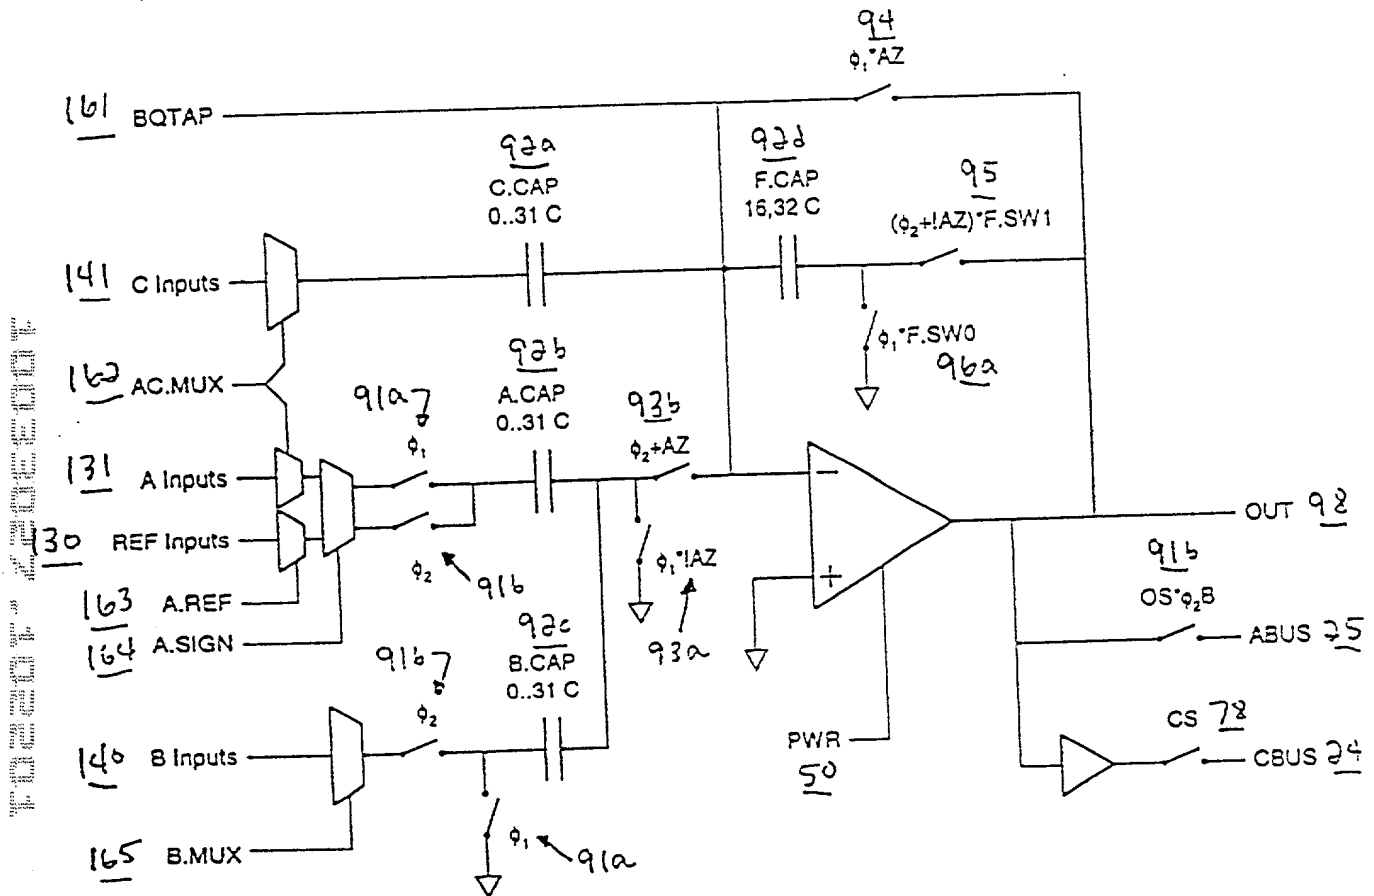 94
φ₁*AZ
161 BQTAP
92a
C.CAP
0..31 C
92d
F.CAP
16,32 C
95
(φ₂+!AZ)*F.SW1
141 C Inputs
φ₁*F.SW0
96a
162 AC.MUX
92b
A.CAP
0..31 C
91a
φ₁
93b
φ₂+AZ
131 A Inputs
−
130 REF Inputs
φ₂
91b
φ₁*!AZ
93a
+
OUT 98
163 A.REF
164 A.SIGN
92c
B.CAP
0..31 C
91b
φ₂
91b
OS*φ₂B
ABUS 25
140 B Inputs
PWR
50
CS 78
CBUS 24
φ₁
91a
165 B.MUX